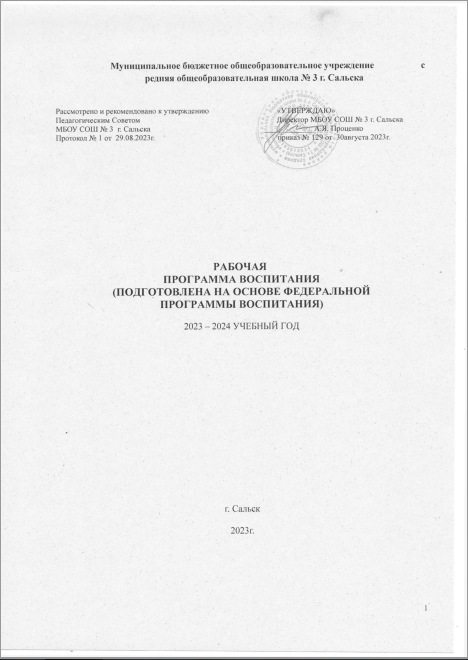 Муниципальное бюджетное общеобразовательное учреждение с
редняя общеобразовательная школа № 3 г. Сальска
Рассмотрено и рекомендовано к утверждению
Педагогическим Советом
МБОУ СОШ № 3 г. Сальска
Протокол № 1 от 29.08.2023г.
«УТВЕРЖДАЮ»
Директор МБОУ СОШ № 3 г. Сальска
А.Я. Проценко
приказ № 129 от 30августа 2023г.
РАБОЧАЯ
ПРОГРАММА ВОСПИТАНИЯ
(ПОДГОТОВЛЕНА НА ОСНОВЕ ФЕДЕРАЛЬНОЙ
ПРОГРАММЫ ВОСПИТАНИЯ)
2023 – 2024 УЧЕБНЫЙ ГОД
г. Сальск
2023г.
1